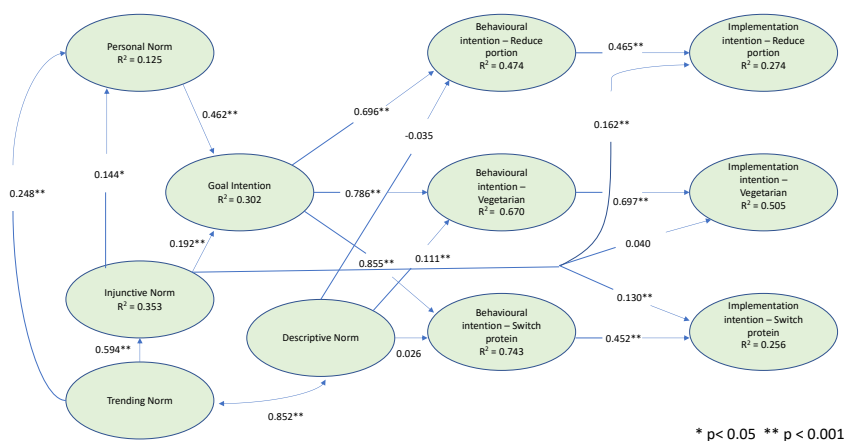 Personal Norm
R² = 0.125
Behavioural
intention – Reduce
portion
R² = 0.474
0.465**
Implementation
intention – Reduce
portion
R² = 0.274
0.462**
0.696**
-0.035
0.162**
0.144*
0.248**
Goal Intention
R² = 0.302
0.786**
Behavioural
intention –
Vegetarian
R² = 0.670
0.697**
Implementation
intention –
Vegetarian
R² = 0.505
0.192**
0.855**
0.111**
0.040
Injunctive Norm
R² = 0.353
0.130**
0.594**
Descriptive Norm
0.026
Behavioural
intention – Switch
protein
R² = 0.743
0.452**
Implementation
intention – Switch
protein
R² = 0.256
Trending Norm
0.852**
* p< 0.05 ** p < 0.001